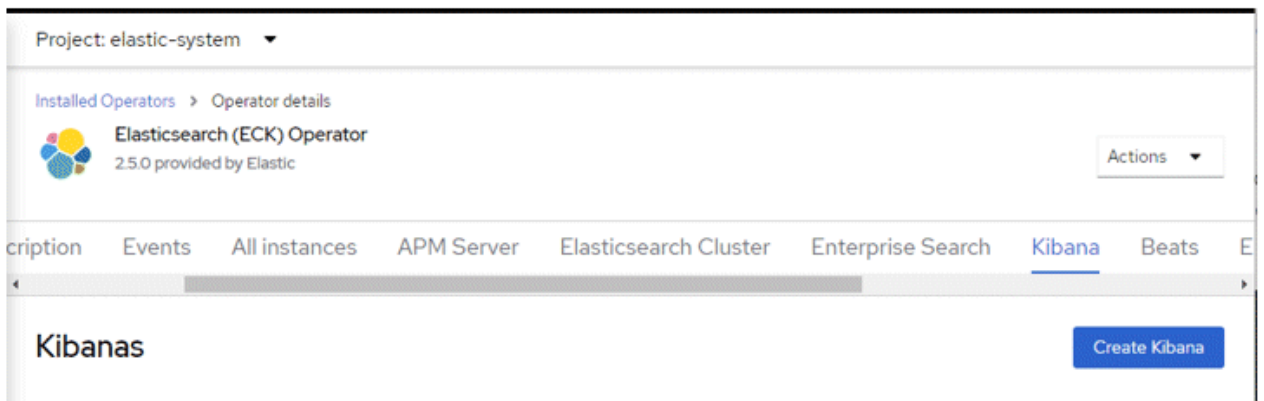 Project: elastic-system
Installed Operators > Operator details
Elasticsearch (ECK) Operator
2.5.0 provided by Elastic
Actions
cription Events All instances APM Server Elasticsearch Cluster Enterprise Search Kibana Beats E
Kibanas
Create Kibana